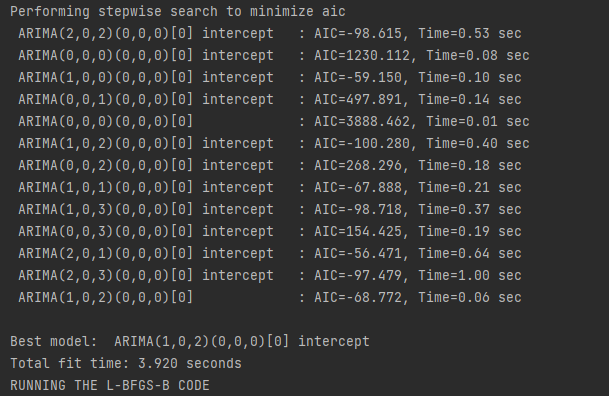 Performing stepwise search to minimize aic
ARIMA(2,0,2)(0,0,0)[0] intercept : AIC=-98.615, Time=0.53 sec
ARIMA(0,0,0)(0,0,0)[0] intercept : AIC=1230.112, Time=0.08 sec
ARIMA(1,0,0)(0,0,0)[0] intercept : AIC=-59.150, Time=0.10 sec
ARIMA(0,0,1)(0,0,0)[0] intercept : AIC=497.891, Time=0.14 sec
ARIMA(0,0,0)(0,0,0)[0] : AIC=3888.462, Time=0.01 sec
ARIMA(1,0,2)(0,0,0)[0] intercept : AIC=-100.280, Time=0.40 sec
ARIMA(0,0,2)(0,0,0)[0] intercept : AIC=268.296, Time=0.18 sec
ARIMA(1,0,1)(0,0,0)[0] intercept : AIC=-67.888, Time=0.21 sec
ARIMA(1,0,3)(0,0,0)[0] intercept : AIC=-98.718, Time=0.37 sec
ARIMA(0,0,3)(0,0,0)[0] intercept : AIC=154.425, Time=0.19 sec
ARIMA(2,0,1)(0,0,0)[0] intercept : AIC=-56.471, Time=0.64 sec
ARIMA(2,0,3)(0,0,0)[0] intercept : AIC=-97.479, Time=1.00 sec
ARIMA(1,0,2)(0,0,0)[0] : AIC=-68.772, Time=0.06 sec
Best model: ARIMA(1,0,2)(0,0,0)[0] intercept
Total fit time: 3.920 seconds
RUNNING THE L-BFGS-B CODE